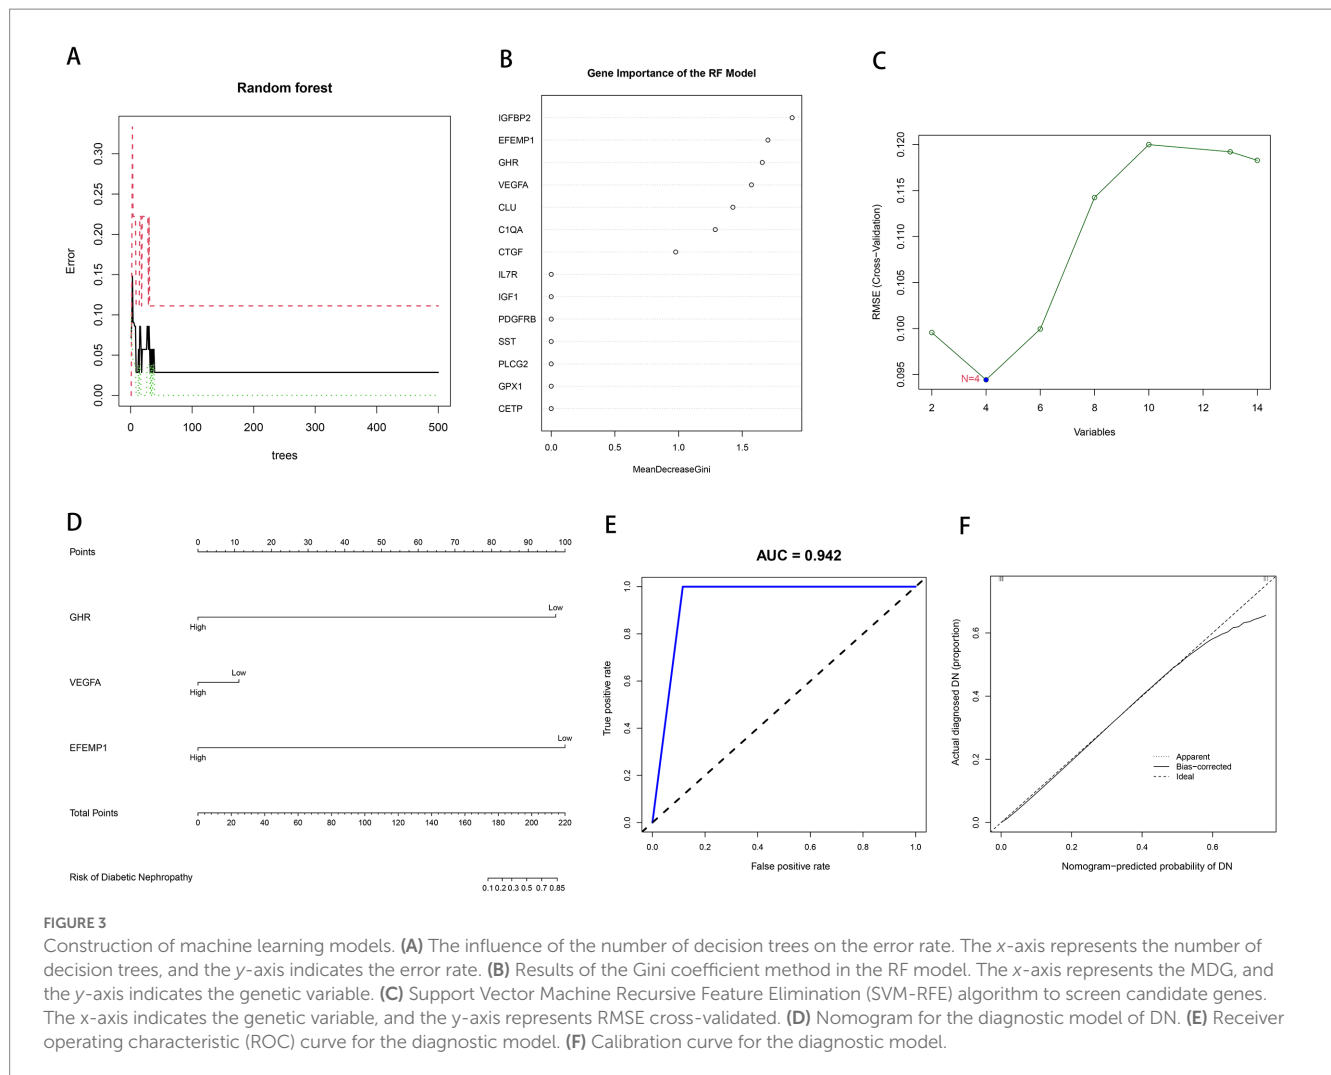 A
Random forest
Error
0.00 0.05 0.10 0.15 0.20 0.25 0.30
0 100 200 300 400 500
trees
B
Gene Importance of the RF Model
IGFBP2
EFEMP1
GHR
VEGFA
CLU
C1QA
CTGF
IL7R
IGF1
PDGFRB
SST
PLCG2
GPX1
CETP
0.0 0.5 1.0 1.5
MeanDecreaseGini
C
RMSE (Cross-Validation)
0.095 0.100 0.105 0.110 0.115 0.120
N=4
2 4 6 8 10 12 14
Variables
D
Points
0 10 20 30 40 50 60 70 80 90 100
GHR
High Low
VEGFA
High Low
EFEMP1
High Low
Total Points
0 20 40 60 80 100 120 140 160 180 200 220
Risk of Diabetic Nephropathy
0.1 0.2 0.3 0.5 0.7 0.85
E
AUC = 0.942
True positive rate
0.0 0.2 0.4 0.6 0.8 1.0
0.0 0.2 0.4 0.6 0.8 1.0
False positive rate
F
Actual diagnosed DN (proportion)
0.0 0.2 0.4 0.6
Apparent
Bias-corrected
Ideal
0.0 0.2 0.4 0.6
Nomogram-predicted probability of DN
FIGURE 3
Construction of machine learning models. (A) The influence of the number of decision trees on the error rate. The x-axis represents the number of
decision trees, and the y-axis indicates the error rate. (B) Results of the Gini coefficient method in the RF model. The x-axis represents the MDG, and
the y-axis indicates the genetic variable. (C) Support Vector Machine Recursive Feature Elimination (SVM-RFE) algorithm to screen candidate genes.
The x-axis indicates the genetic variable, and the y-axis represents RMSE cross-validated. (D) Nomogram for the diagnostic model of DN. (E) Receiver
operating characteristic (ROC) curve for the diagnostic model. (F) Calibration curve for the diagnostic model.